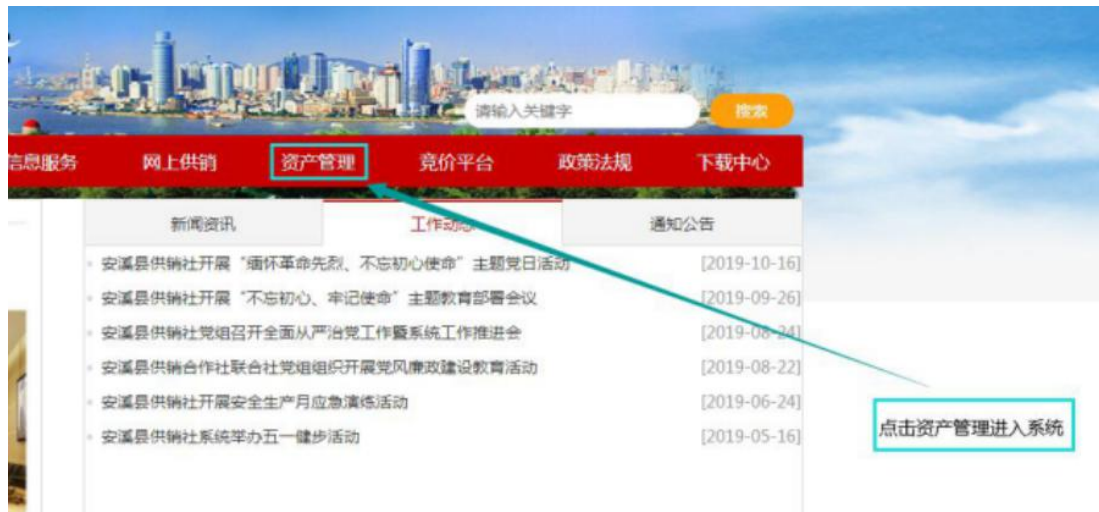 请输入关键字
搜索
信息服务 网上供销 资产管理 竞价平台 政策法规 下载中心
新闻资讯 工作动态 通知公告
安溪县供销社开展“缅怀革命先烈、不忘初心使命”主题党日活动 [2019-10-16]
安溪县供销社开展“不忘初心、牢记使命”主题教育部署会议 [2019-09-26]
安溪县供销社党组召开全面从严治党工作暨系统工作推进会 [2019-08-24]
安溪县供销合作社联合社党组组织开展党风廉政建设教育活动 [2019-08-22]
安溪县供销社开展安全生产月应急演练活动 [2019-06-24]
安溪县供销社系统举办五一健步活动 [2019-05-16]
点击资产管理进入系统